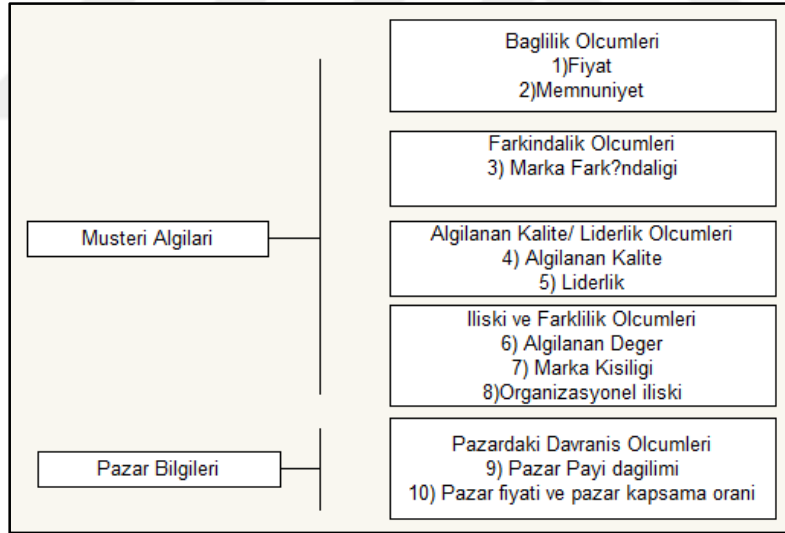 Baglilik Olcumleri
1)Fiyat
2)Memnuniyet
Farkindalik Olcumleri
3) Marka Fark?ndaligi
Musteri Algilari
Algilanan Kalite/ Liderlik Olcumleri
4) Algilanan Kalite
5) Liderlik
Iliski ve Farklilik Olcumleri
6) Algilanan Deger
7) Marka Kisiligi
8)Organizasyonel iliski
Pazar Bilgileri
Pazardaki Davranis Olcumleri
9) Pazar Payi dagilimi
10) Pazar fiyati ve pazar kapsama orani